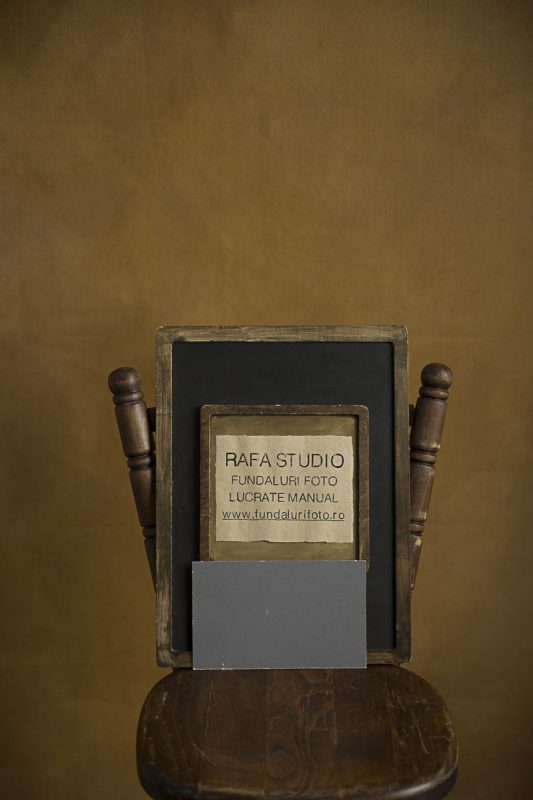 RAFA STUDIO
FUNDALURI FOTO
LUCRATE MANUAL
www.fundalurifoto.ro